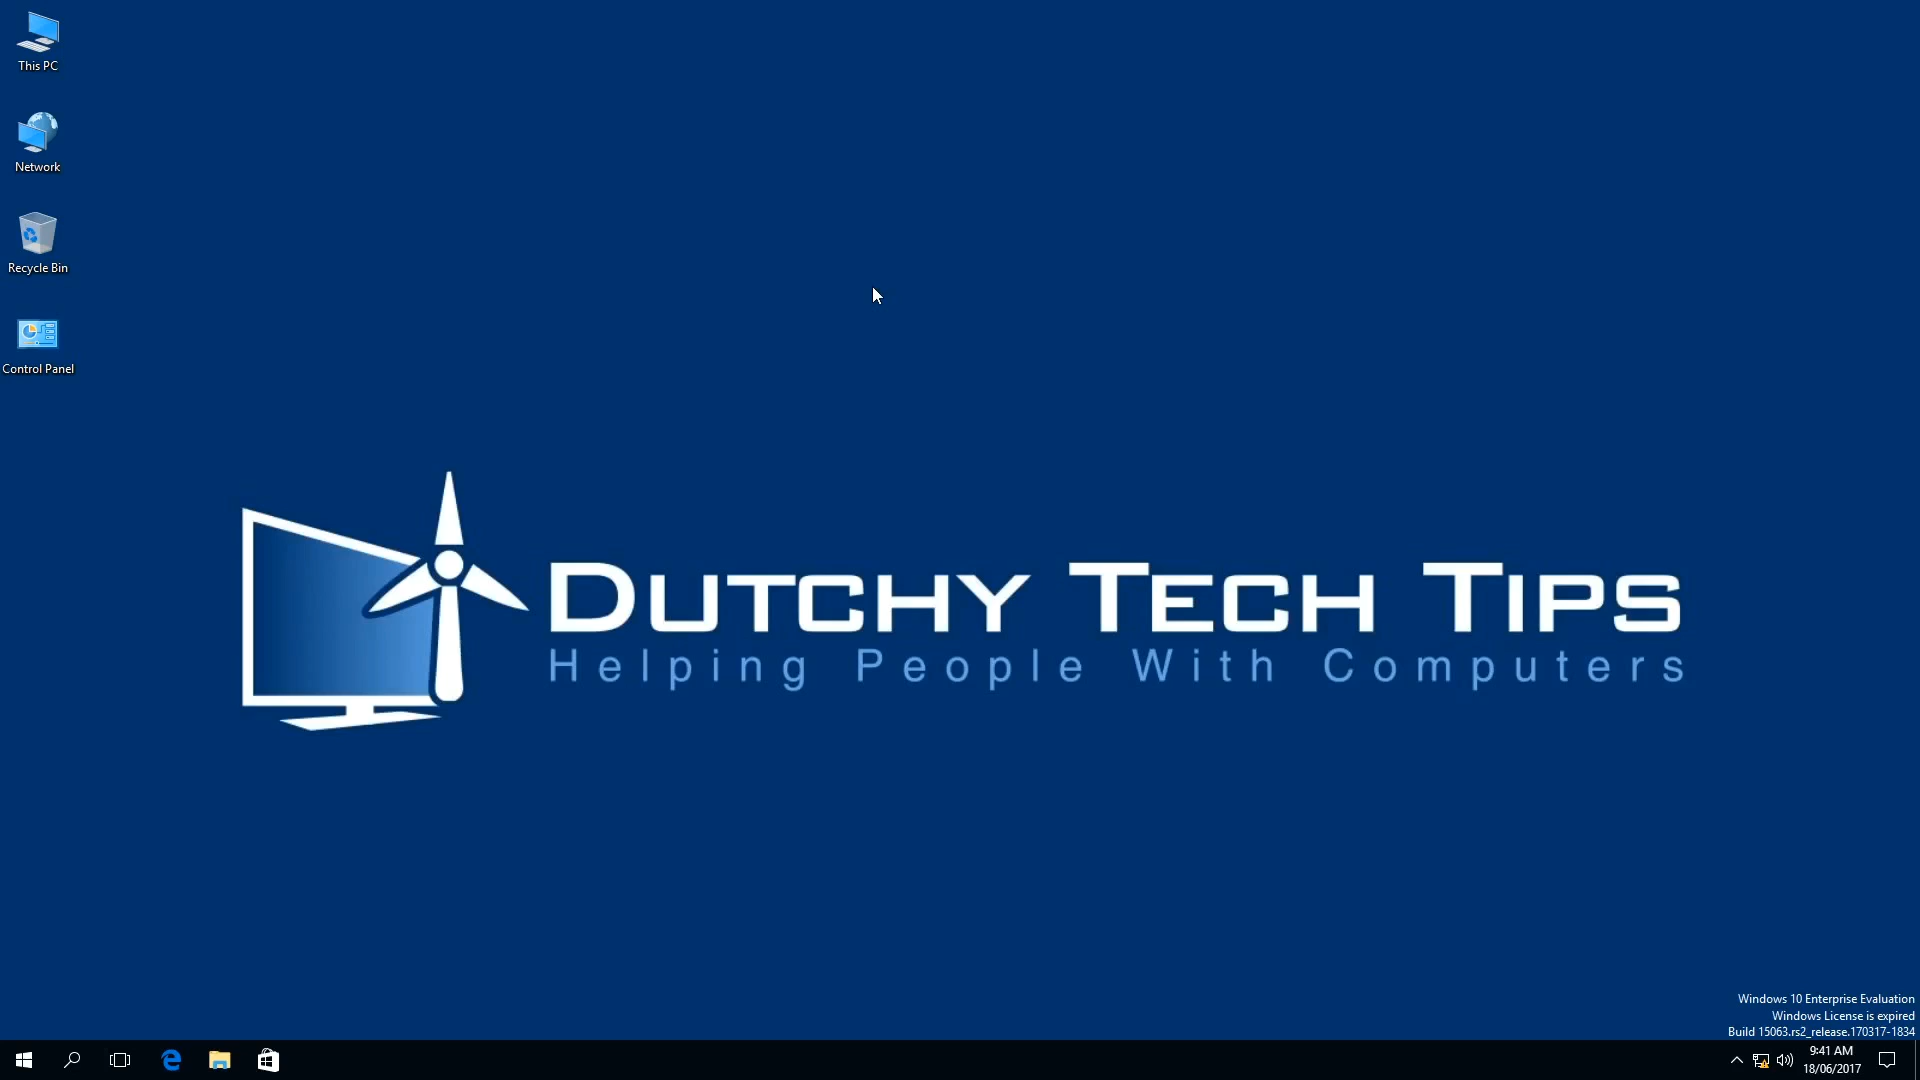 This PC
Network
Recycle Bin
Control Panel
DUTCHY TECH TIPS
Helping People With Computers
Windows 10 Enterprise Evaluation
Windows License is expired
Build 15063.rs2_release.170317-1834
9:41 AM
18/06/2017